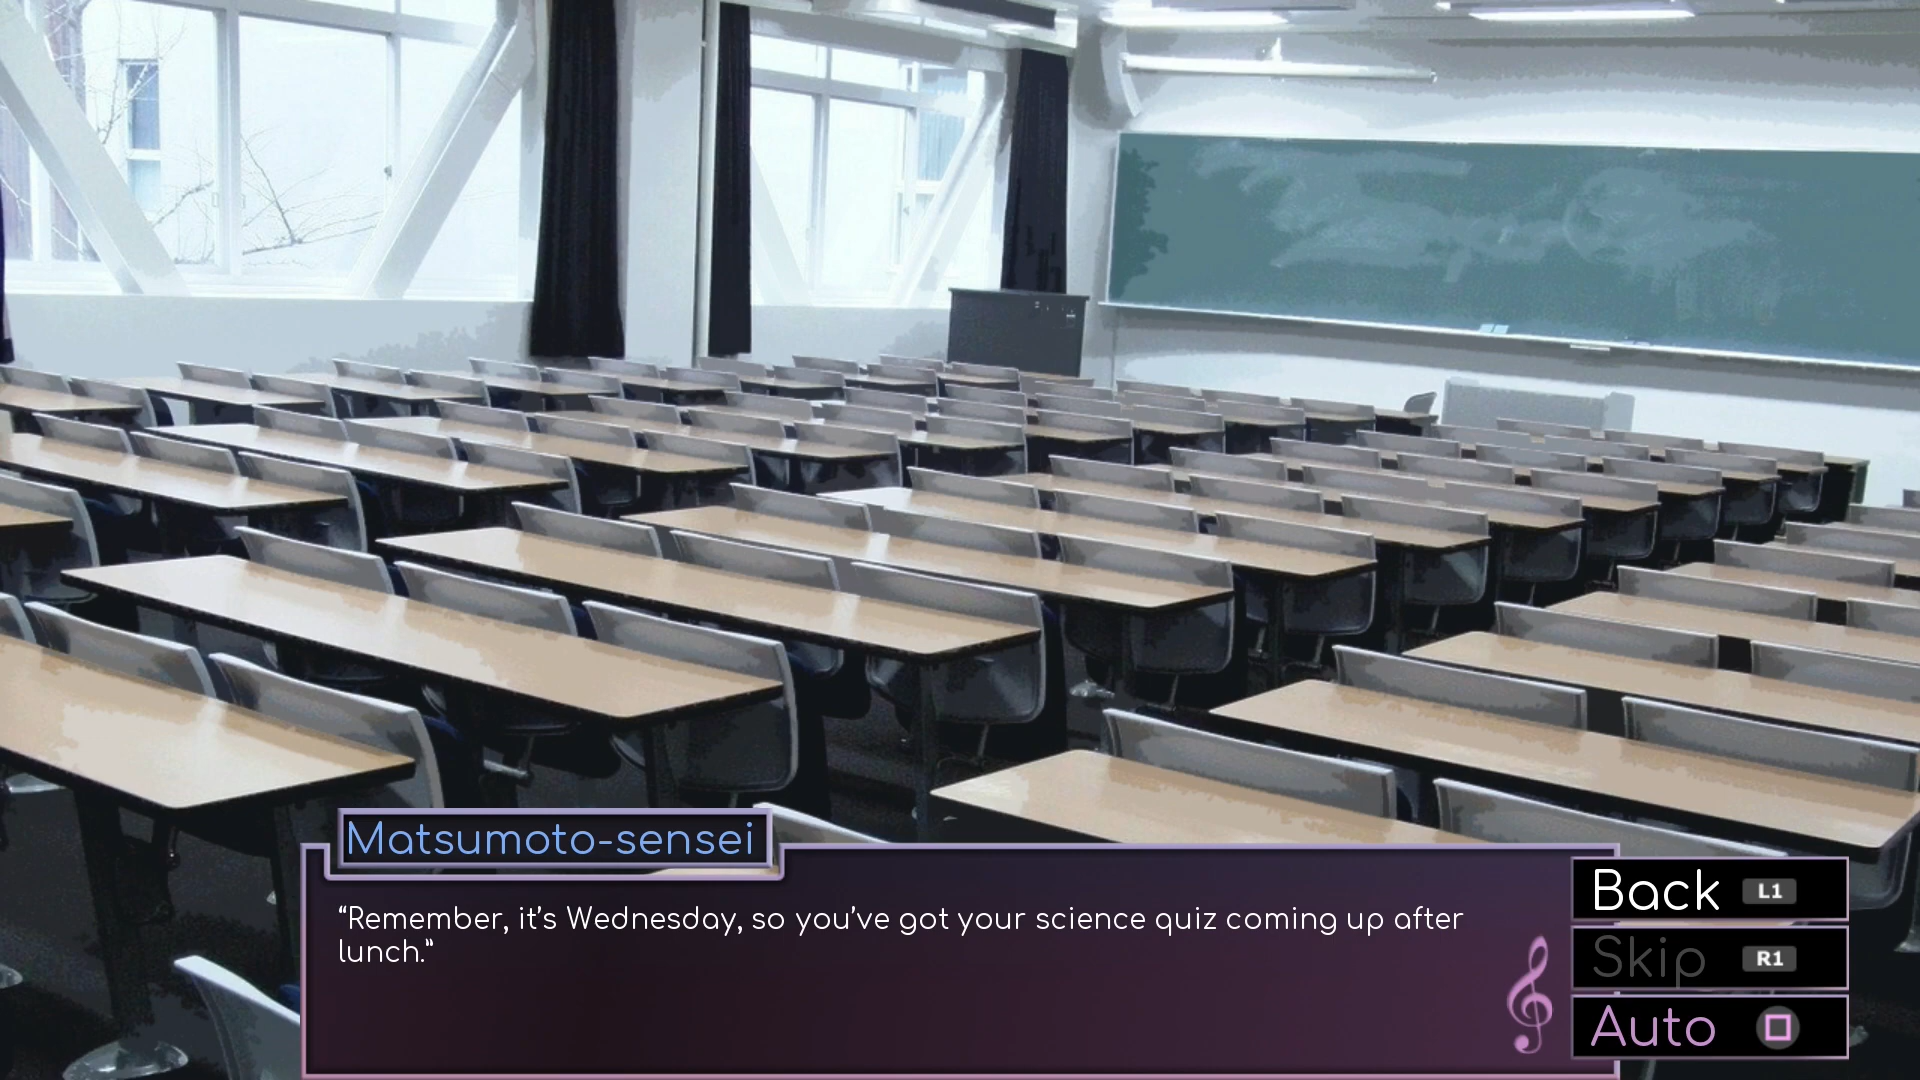 Matsumoto-sensei
“Remember, it’s Wednesday, so you’ve got your science quiz coming up after
lunch.”
Back L1
Skip R1
Auto